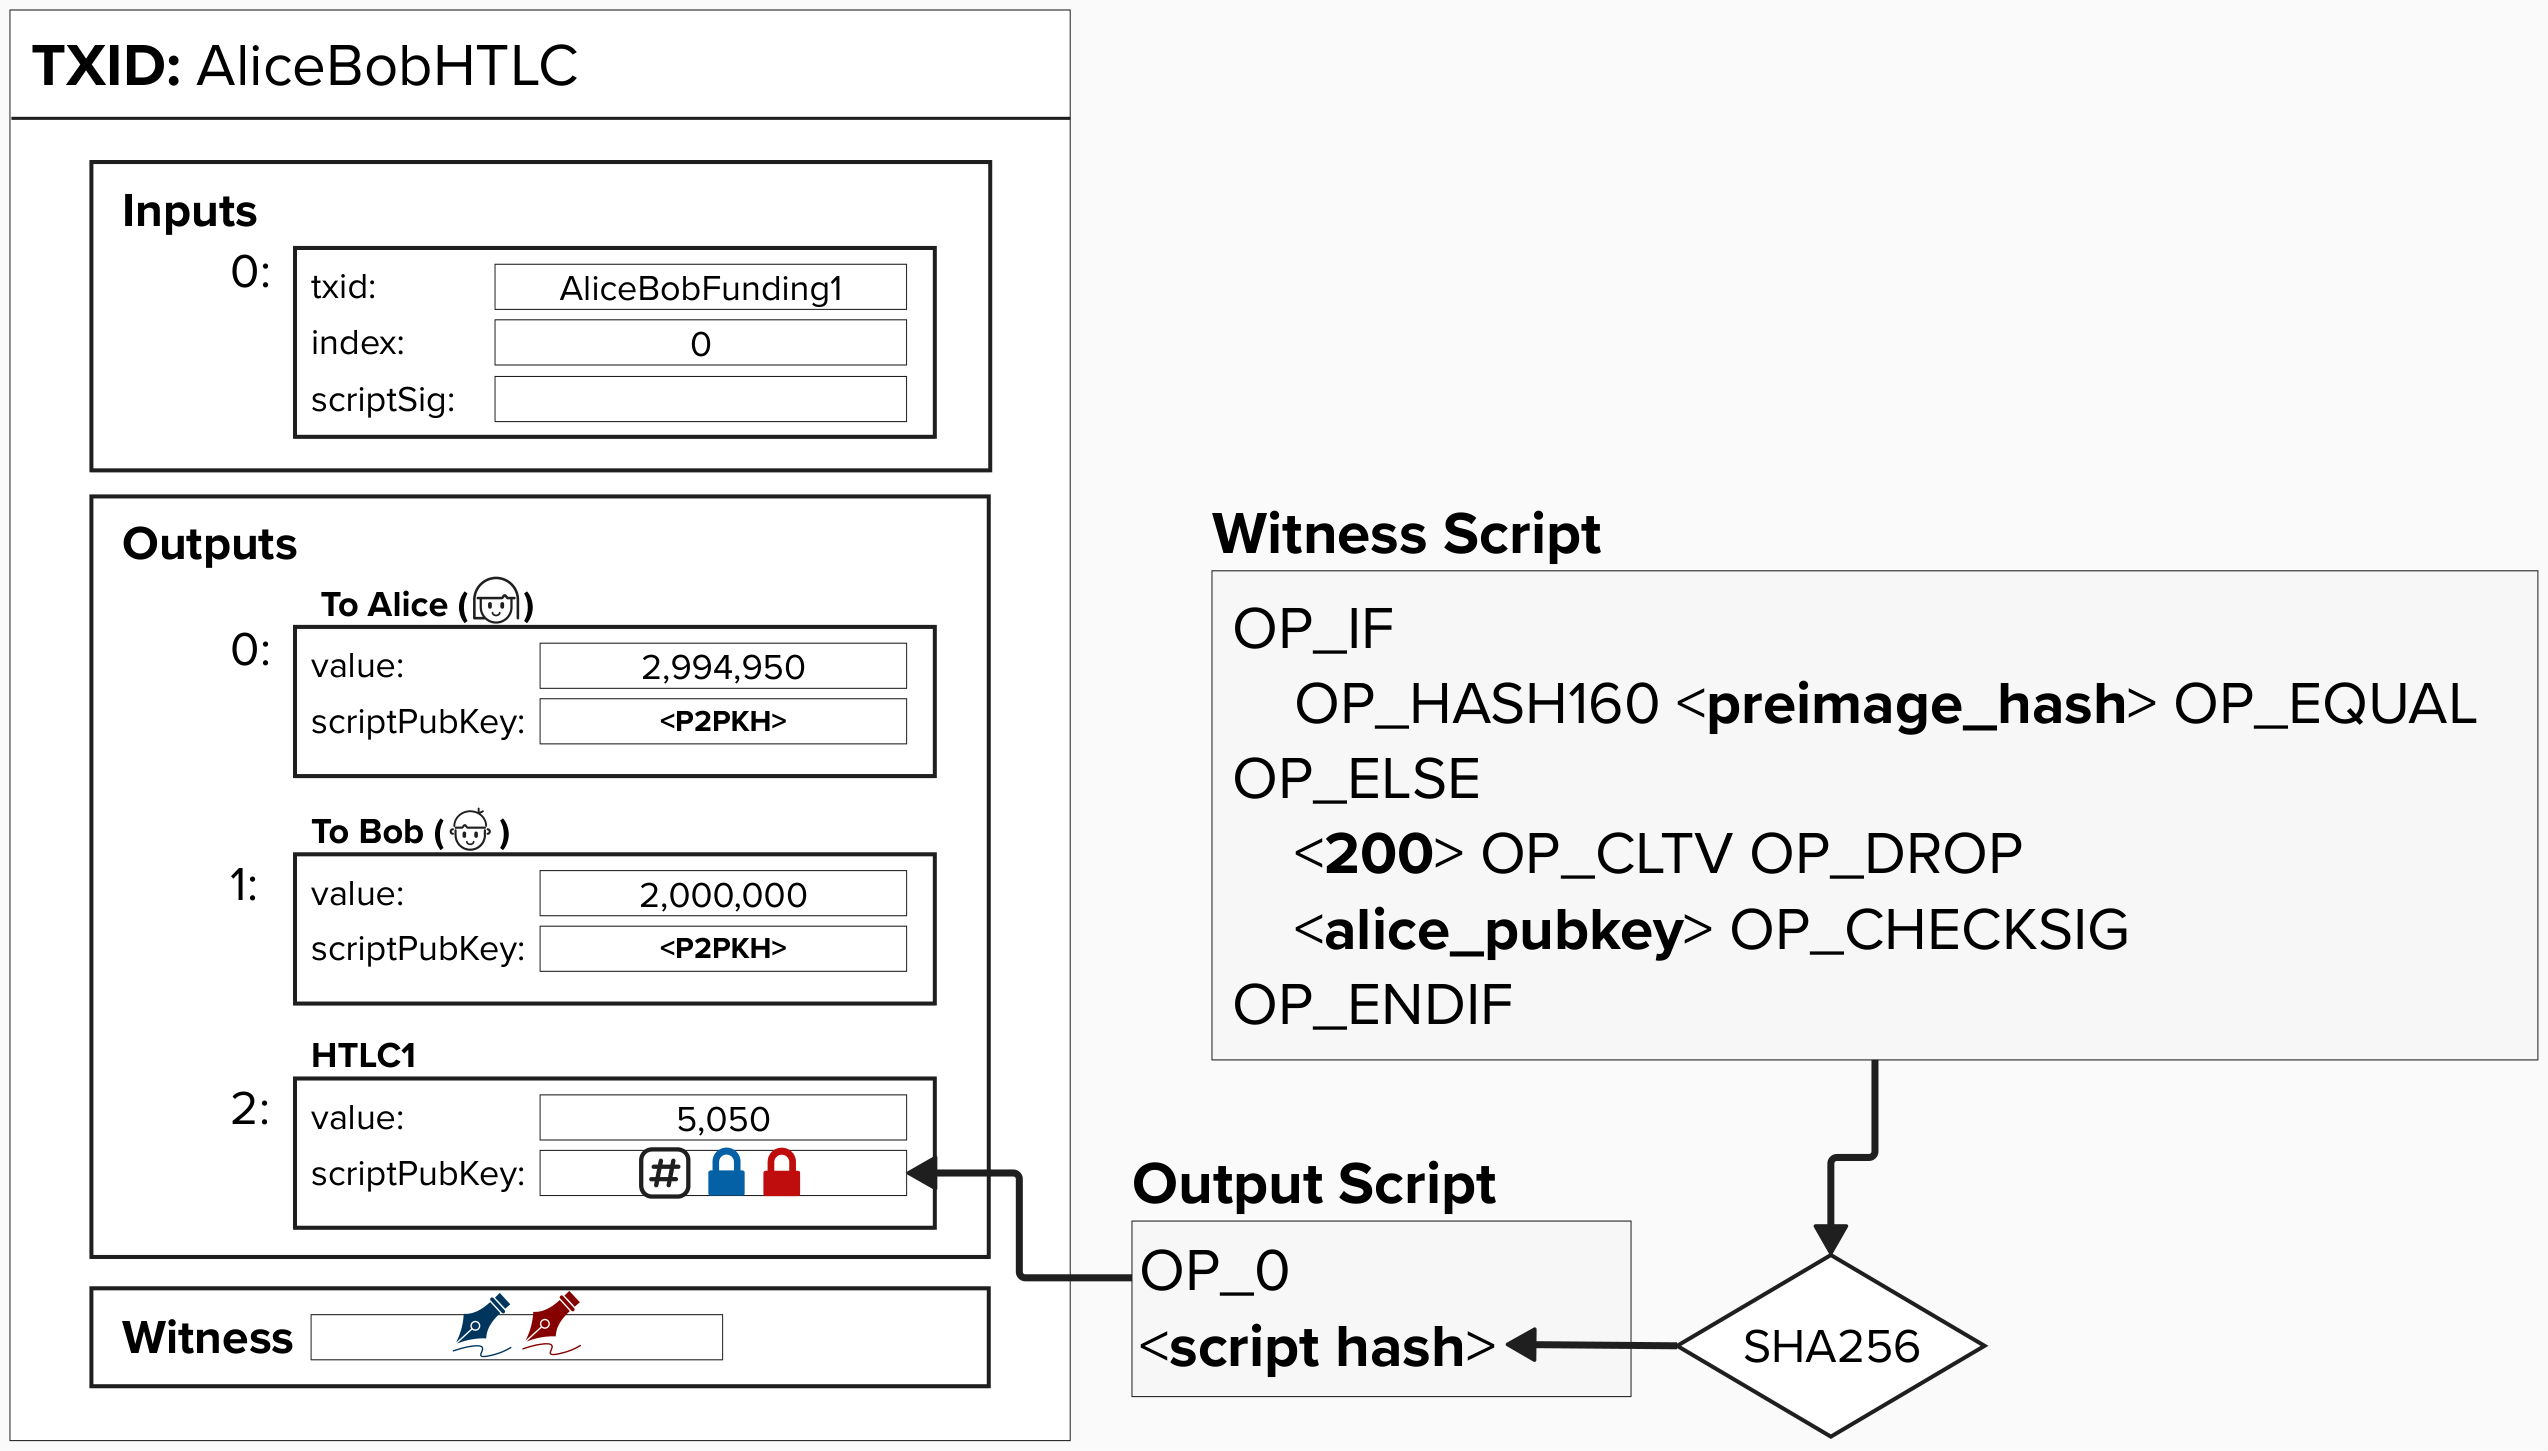 TXID: AliceBobHTLC
Inputs
0:
txid: AliceBobFunding1
index: 0
scriptSig:
Outputs
To Alice ( )
0:
value: 2,994,950
scriptPubKey: <P2PKH>
To Bob ( )
1:
value: 2,000,000
scriptPubKey: <P2PKH>
HTLC1
2:
value: 5,050
scriptPubKey: #
Witness
Witness Script
OP_IF
OP_HASH160 <preimage_hash> OP_EQUAL
OP_ELSE
<200> OP_CLTV OP_DROP
<alice_pubkey> OP_CHECKSIG
OP_ENDIF
Output Script
OP_0
<script hash>
SHA256